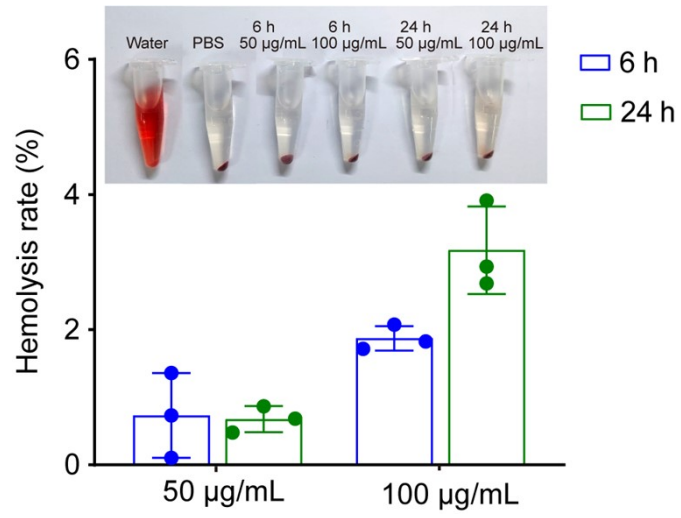 6 h
24 h
6 h 6 h 24 h 24 h
Water PBS 50 µg/mL 100 µg/mL 50 µg/mL 100 µg/mL
Hemolysis rate (%)
6
4
2
0
50 µg/mL 100 µg/mL